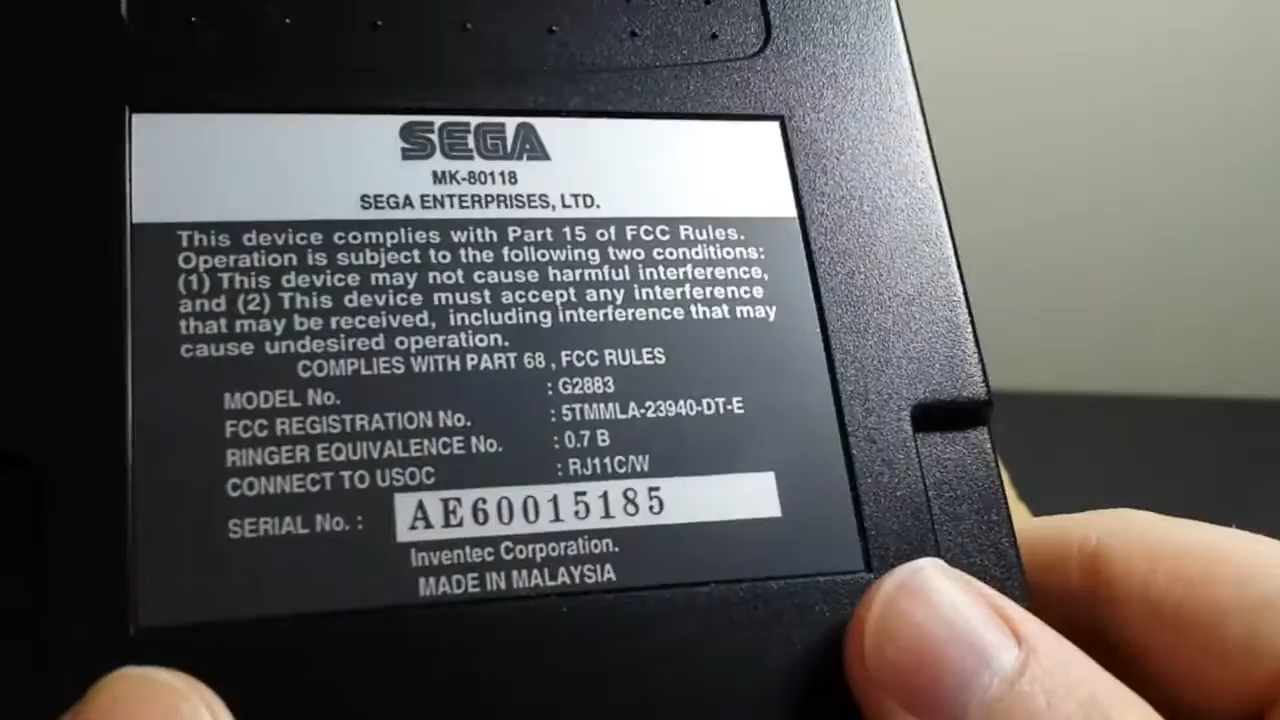 SEGA
MK-80118
SEGA ENTERPRISES, LTD.
This device complies with Part 15 of FCC Rules.
Operation is subject to the following two conditions:
(1) This device may not cause harmful interference,
and (2) This device must accept any interference
that may be received, including interference that may
cause undesired operation.
COMPLIES WITH PART 68 , FCC RULES
MODEL No. : G2883
FCC REGISTRATION No. : 5TMMLA-23940-DT-E
RINGER EQUIVALENCE No. : 0.7 B
CONNECT TO USOC : RJ11C/W
SERIAL No. : AE60015185
Inventec Corporation.
MADE IN MALAYSIA